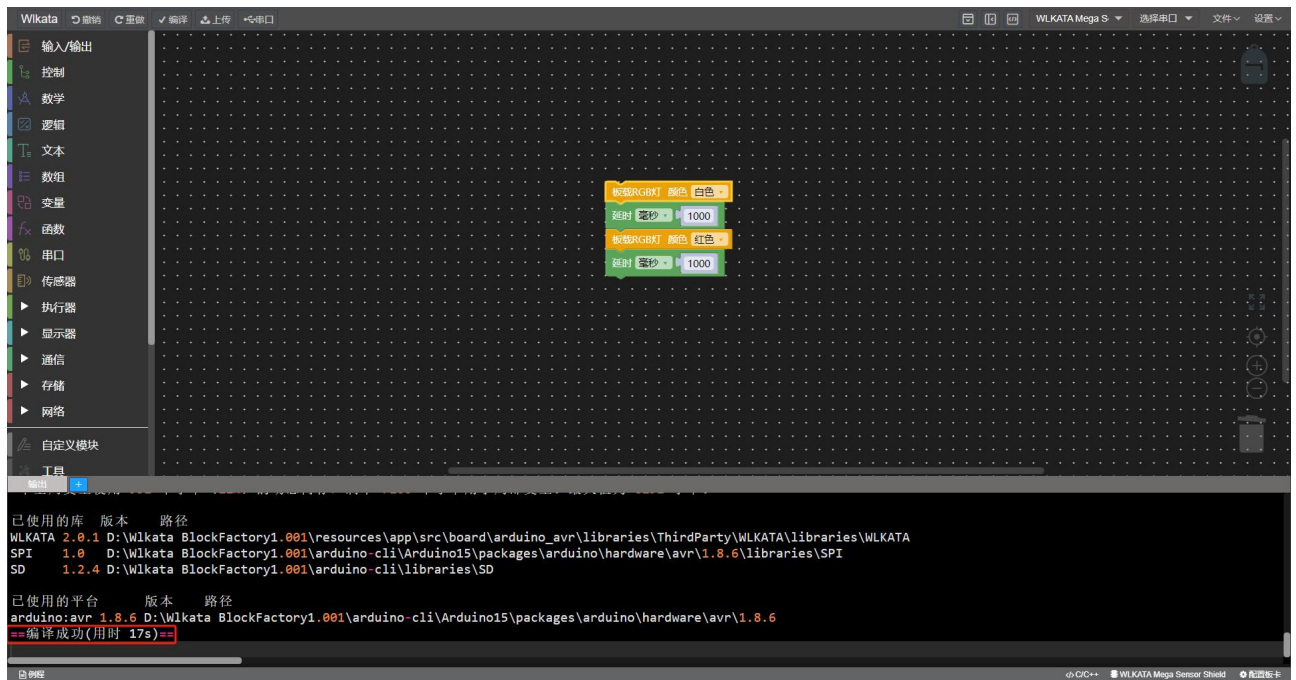 Wlkata 撤销 重做 编译 上传 串口 WLKATA Mega S 选择串口 文件 设置
输入/输出
控制
数学
逻辑
文本
数组
变量
函数
串口
传感器
执行器
显示器
通信
存储
网络
自定义模块
工具
板载RGB灯 颜色 白色
延时 毫秒 1000
板载RGB灯 颜色 红色
延时 毫秒 1000
输出 +
已使用的库 版本 路径
WLKATA 2.0.1 D:\Wlkata BlockFactory1.001\resources\app\src\board\arduino_avr\libraries\ThirdParty\WLKATA\libraries\WLKATA
SPI 1.0 D:\Wlkata BlockFactory1.001\arduino-cli\Arduino15\packages\arduino\hardware\avr\1.8.6\libraries\SPI
SD 1.2.4 D:\Wlkata BlockFactory1.001\arduino-cli\libraries\SD
已使用的平台 版本 路径
arduino:avr 1.8.6 D:\Wlkata BlockFactory1.001\arduino-cli\Arduino15\packages\arduino\hardware\avr\1.8.6
==编译成功(用时 17s)==
例程 C/C++ WLKATA Mega Sensor Shield 配置板卡